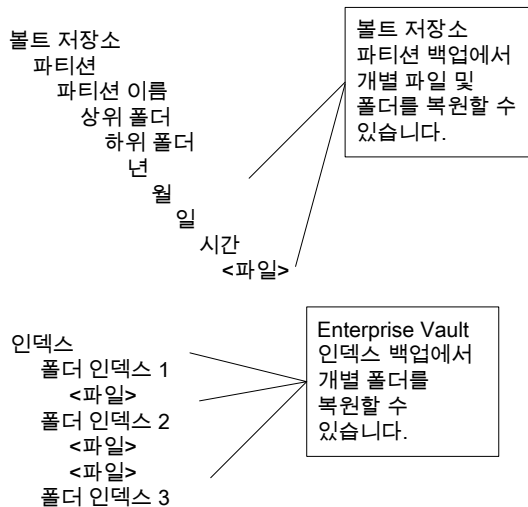 볼트 저장소
파티션
파티션 이름
상위 폴더
하위 폴더
년
월
일
시간
<파일>
볼트 저장소
파티션 백업에서
개별 파일 및
폴더를 복원할 수
있습니다.
인덱스
폴더 인덱스 1
<파일>
폴더 인덱스 2
<파일>
<파일>
폴더 인덱스 3
Enterprise Vault
인덱스 백업에서
개별 폴더를
복원할 수
있습니다.